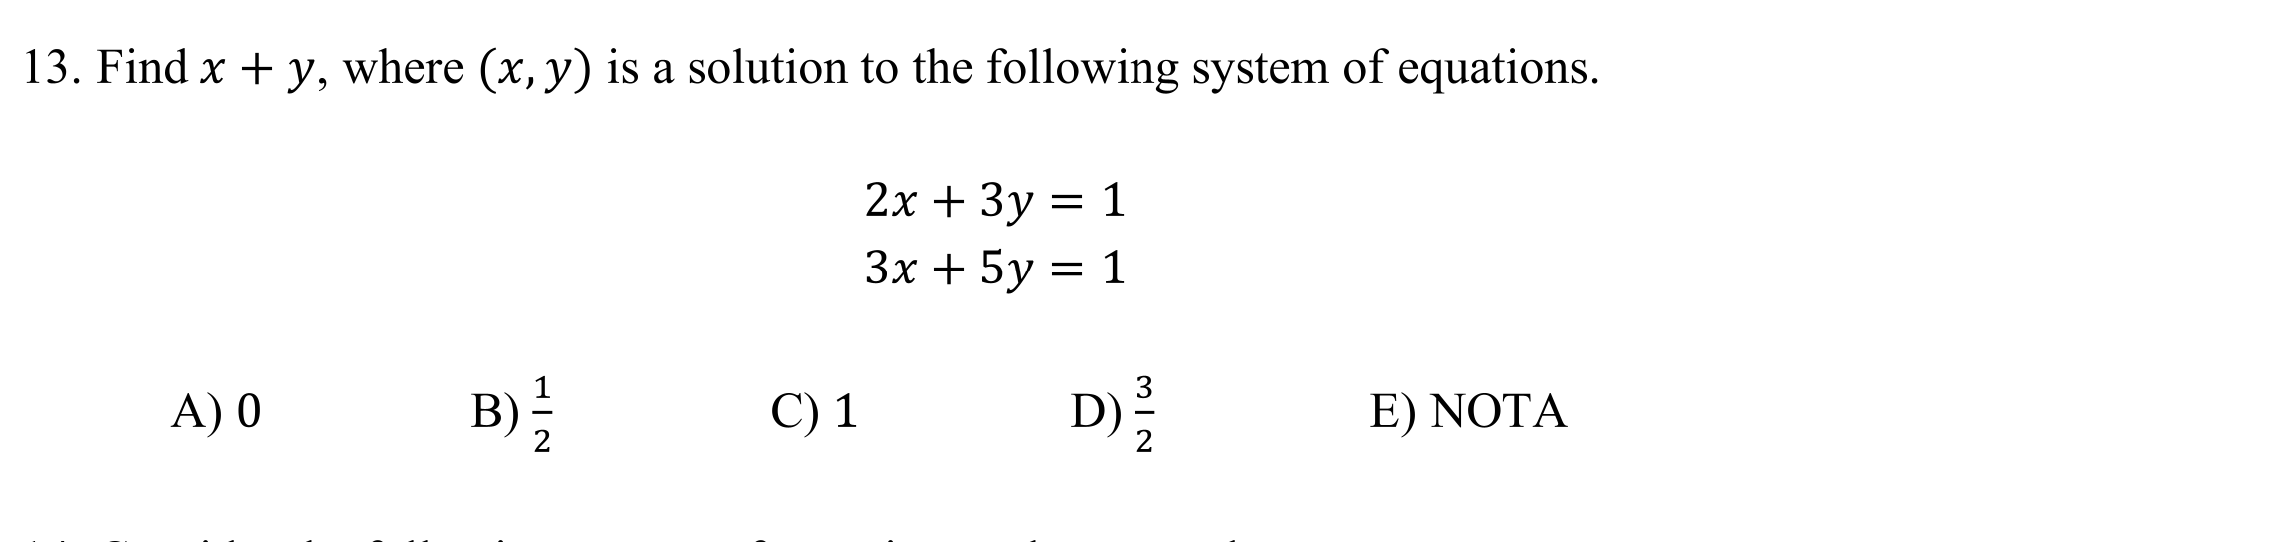 13. Find x + y, where (x, y) is a solution to the following system of equations.
2x + 3y = 1
3x + 5y = 1
A) 0 B) 1/2 C) 1 D) 3/2 E) NOTA